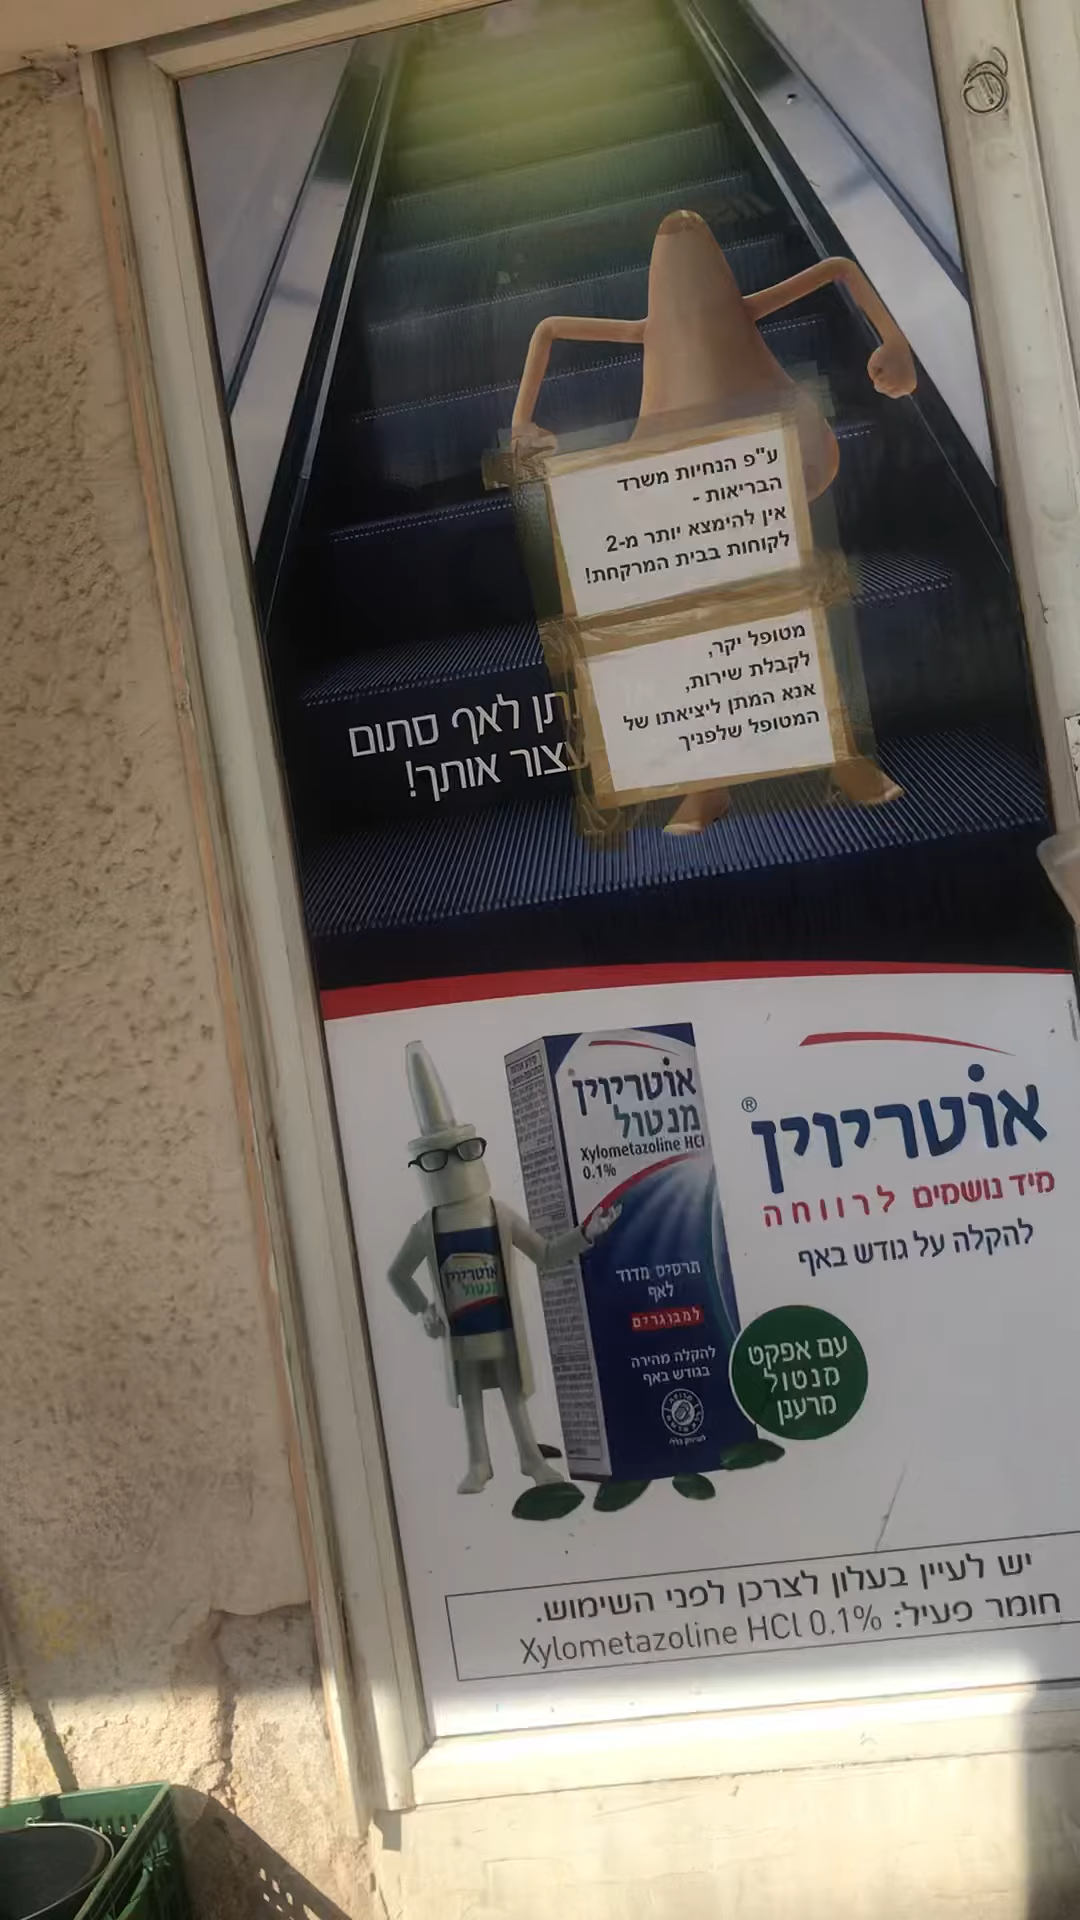 ע"פ הנחיות משרד
הבריאות -
אין להימצא יותר מ-2
לקוחות בבית המרקחת!
מטופל יקר,
לקבלת שירות,
אנא המתן ליציאתו של
המטופל שלפניך
לאף סתום
אותך!
אוטריוין
מנטול
Xylometazoline HCl
0.1%
תרסיס מדוד
לאף
למבוגרים
להקלה מהירה
בגודש באף
אוטריוין
מנטול
אוטריוין®
מיד נושמים לרווחה
להקלה על גודש באף
עם אפקט
מנטול
מרענן
יש לעיין בעלון לצרכן לפני השימוש.
חומר פעיל: Xylometazoline HCl 0.1%